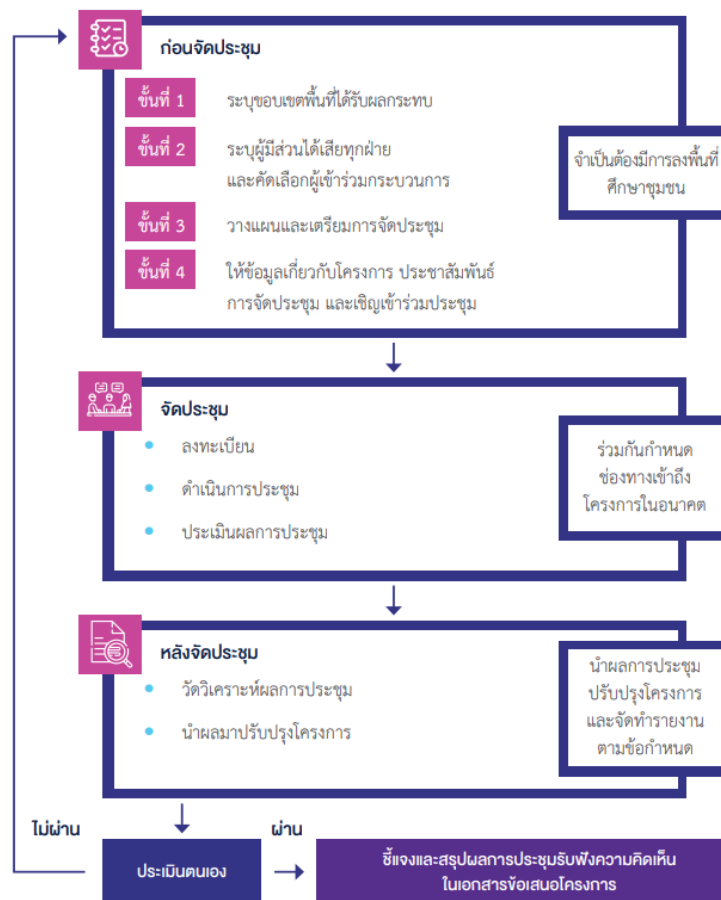 ก่อนจัดประชุม
ขั้นที่ 1
ระบุขอบเขตพื้นที่ได้รับผลกระทบ
ขั้นที่ 2
ระบุผู้มีส่วนได้เสียทุกฝ่าย
และคัดเลือกผู้เข้าร่วมกระบวนการ
ขั้นที่ 3
วางแผนและเตรียมการจัดประชุม
ขั้นที่ 4
ให้ข้อมูลเกี่ยวกับโครงการ ประชาสัมพันธ์
การจัดประชุม และเชิญเข้าร่วมประชุม
จำเป็นต้องมีการลงพื้นที่
ศึกษาชุมชน
จัดประชุม
ลงทะเบียน
ดำเนินการประชุม
ประเมินผลการประชุม
ร่วมกันกำหนด
ช่องทางเข้าถึง
โครงการในอนาคต
หลังจัดประชุม
วัดวิเคราะห์ผลการประชุม
นำผลมาปรับปรุงโครงการ
นำผลการประชุม
ปรับปรุงโครงการ
และจัดทำรายงาน
ตามข้อกำหนด
ไม่ผ่าน
ประเมินตนเอง
ผ่าน
ชี้แจงและสรุปผลการประชุมรับฟังความคิดเห็น
ในเอกสารข้อเสนอโครงการ